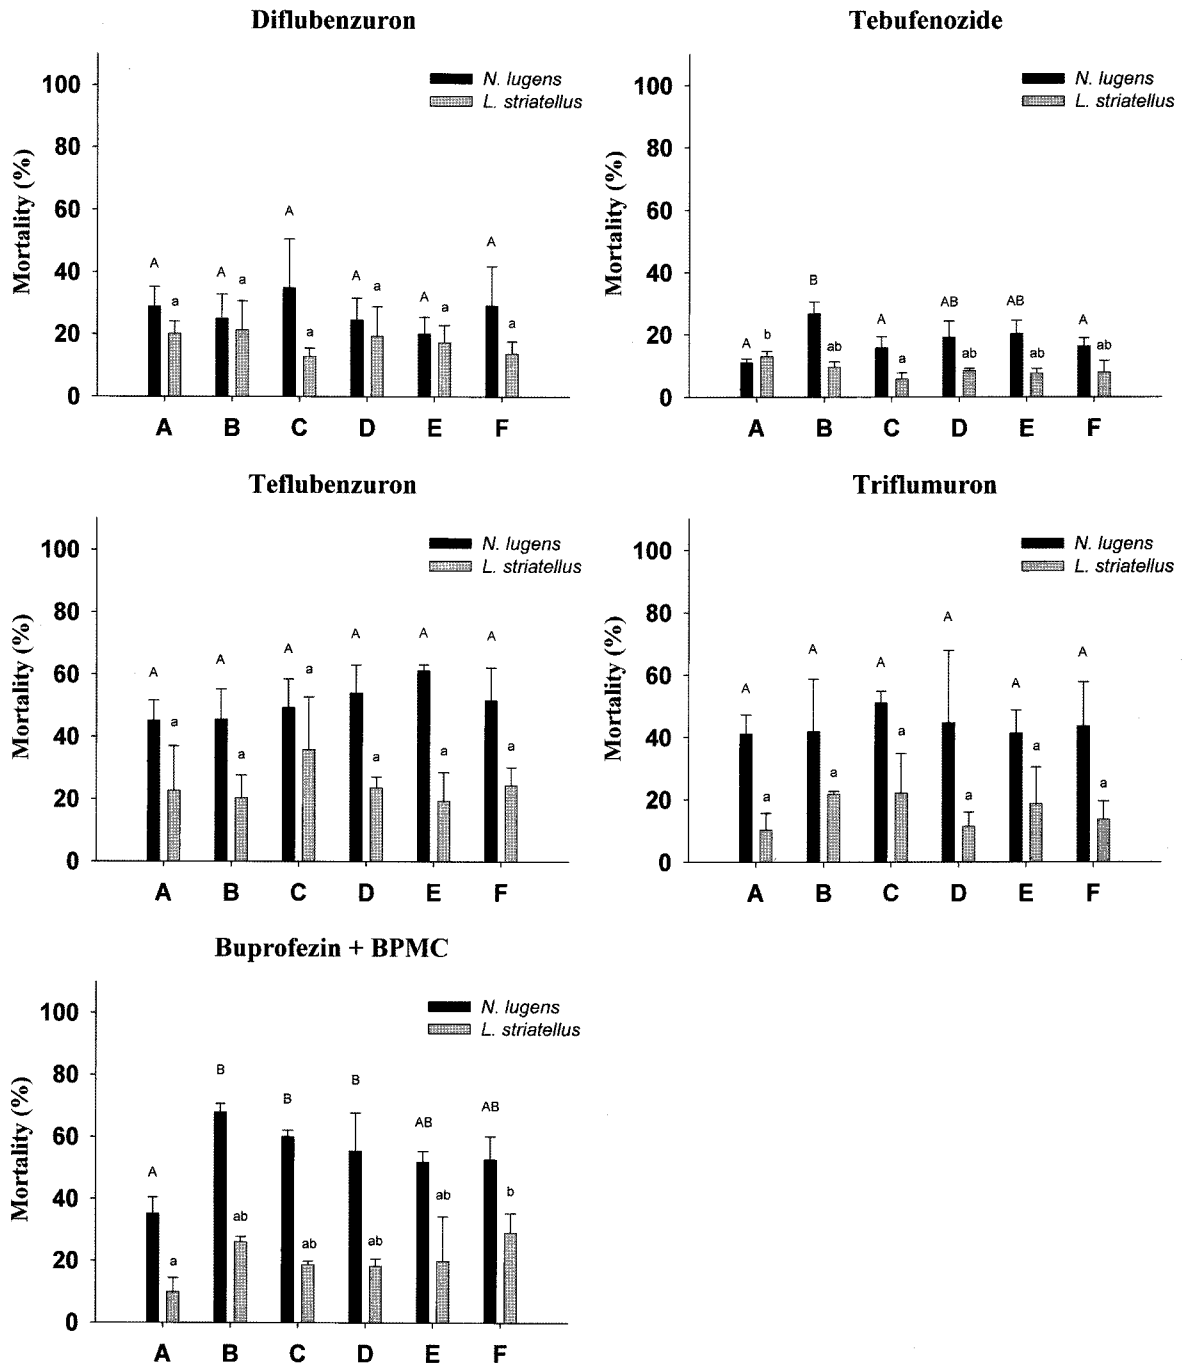 Diflubenzuron
N. lugens
L. striatellus
Mortality (%)
100
80
60
40
20
0
A a A a A a A a A a A a
A B C D E F
Tebufenozide
N. lugens
L. striatellus
Mortality (%)
100
80
60
40
20
0
A b B ab A a AB ab AB ab A ab
A B C D E F
Teflubenzuron
N. lugens
L. striatellus
Mortality (%)
100
80
60
40
20
0
A a A a A a A a A a A a
A B C D E F
Triflumuron
N. lugens
L. striatellus
Mortality (%)
100
80
60
40
20
0
A a A a A a A a A a A a
A B C D E F
Buprofezin + BPMC
N. lugens
L. striatellus
Mortality (%)
100
80
60
40
20
0
A a B ab B ab B ab AB ab AB b
A B C D E F